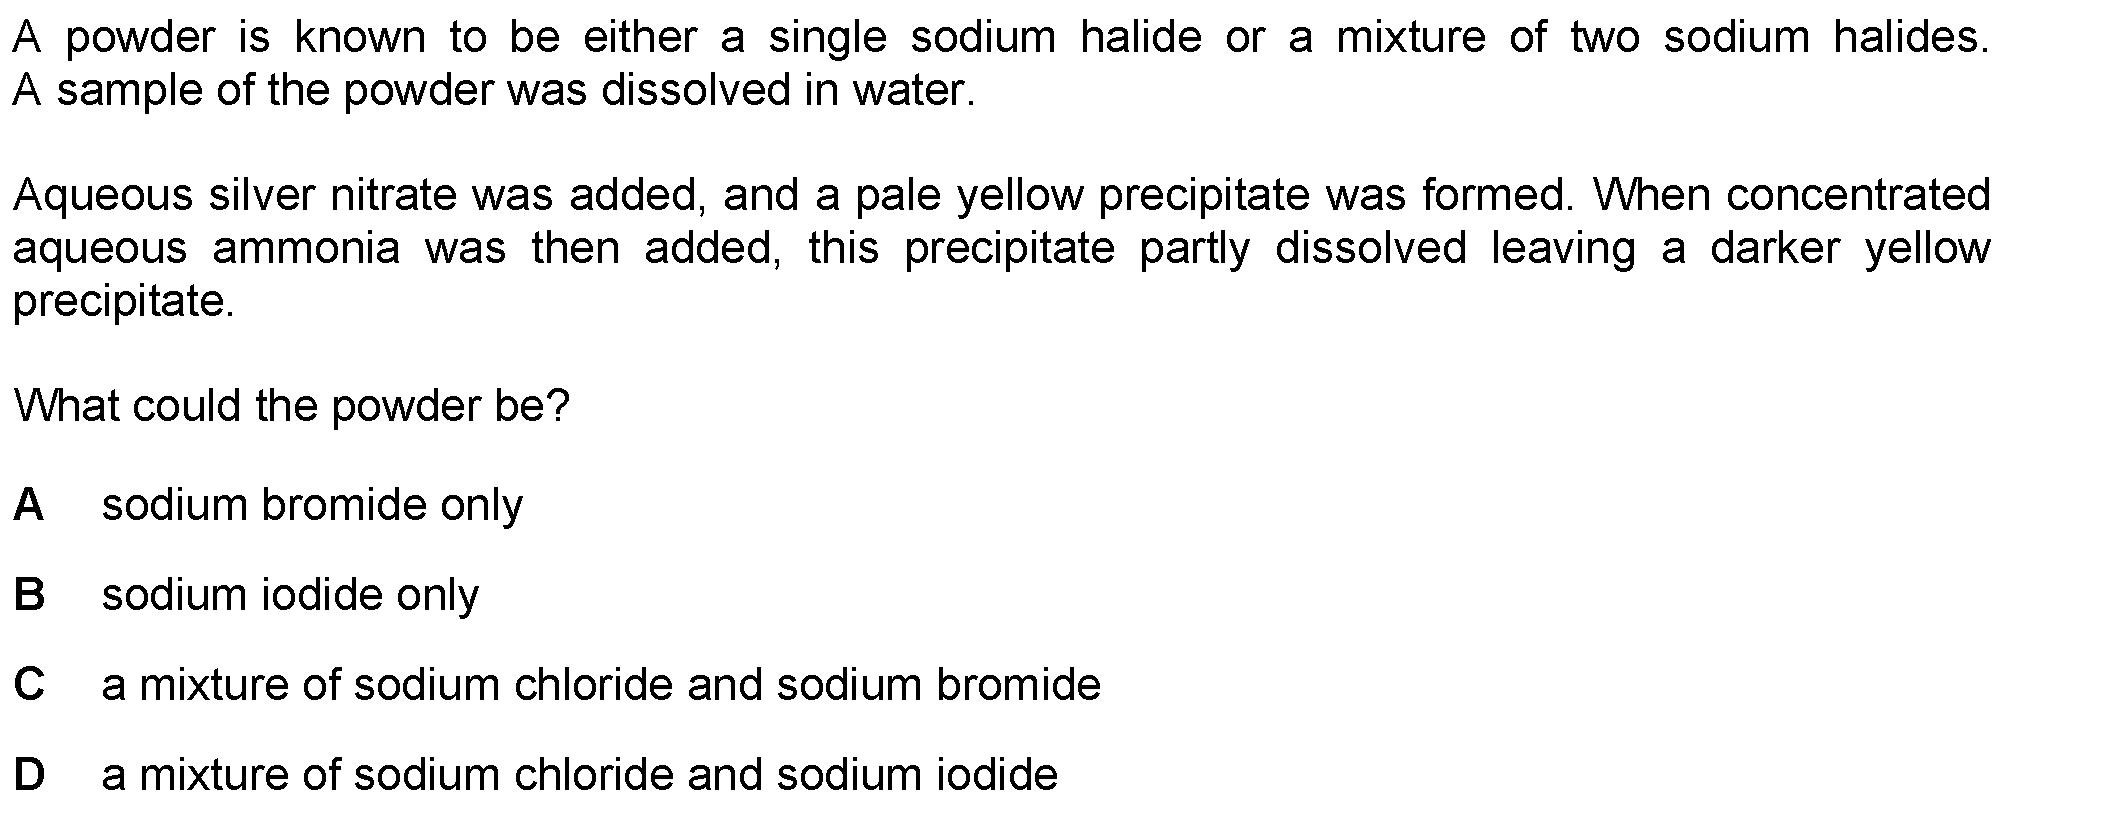 A powder is known to be either a single sodium halide or a mixture of two sodium halides.
A sample of the powder was dissolved in water.
Aqueous silver nitrate was added, and a pale yellow precipitate was formed. When concentrated
aqueous ammonia was then added, this precipitate partly dissolved leaving a darker yellow
precipitate.
What could the powder be?
A sodium bromide only
B sodium iodide only
C a mixture of sodium chloride and sodium bromide
D a mixture of sodium chloride and sodium iodide